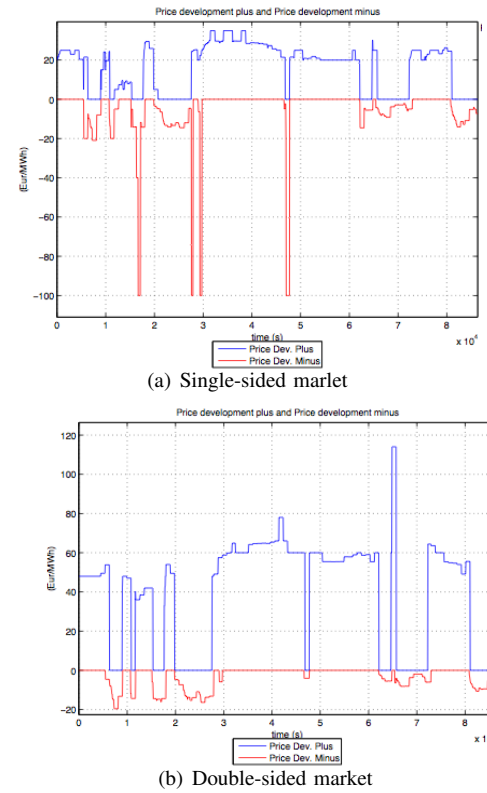 Price development plus and Price development minus
20
0
−20
−40
−60
−80
−100
(Eur/MWh)
0 1 2 3 4 5 6 7 8
time (s)
x 10⁴
Price Dev. Plus
Price Dev. Minus
(a) Single-sided marlet
Price development plus and Price development minus
120
100
80
60
40
20
0
−20
(Eur/MWh)
0 1 2 3 4 5 6 7 8
time (s)
x 1
Price Dev. Plus
Price Dev. Minus
(b) Double-sided market